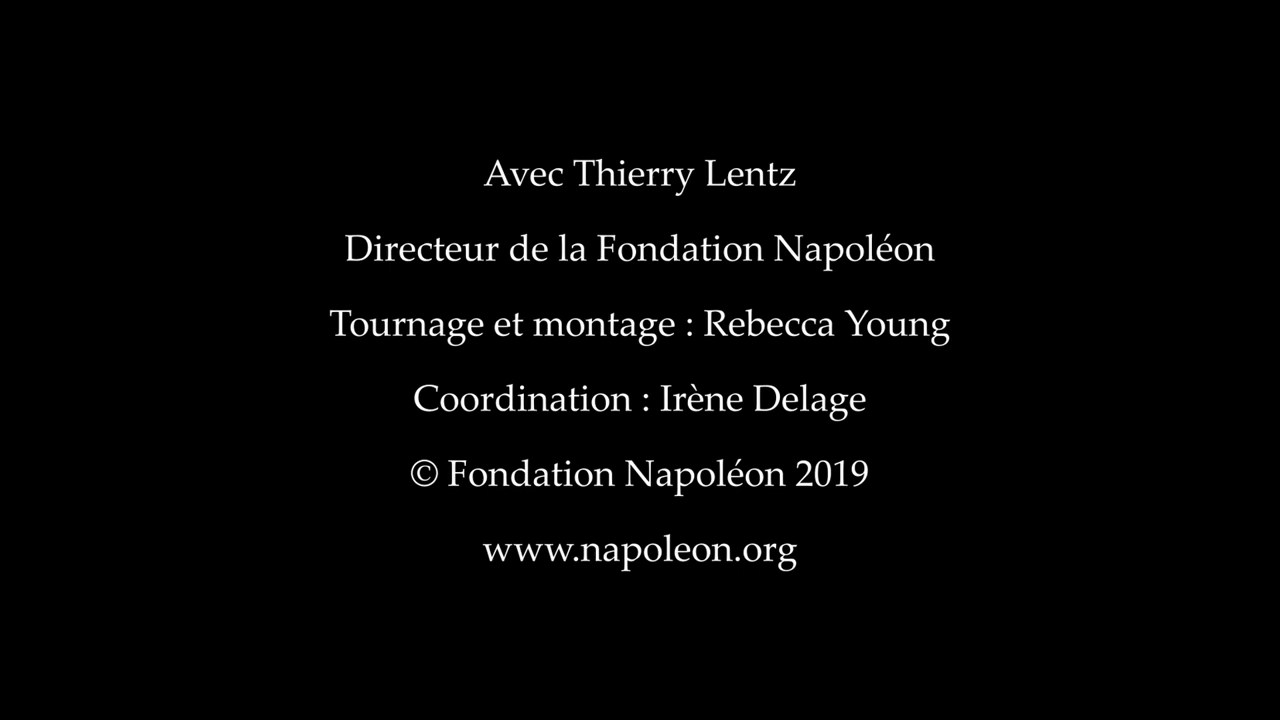 Avec Thierry Lentz
Directeur de la Fondation Napoléon
Tournage et montage : Rebecca Young
Coordination : Irène Delage
© Fondation Napoléon 2019
www.napoleon.org